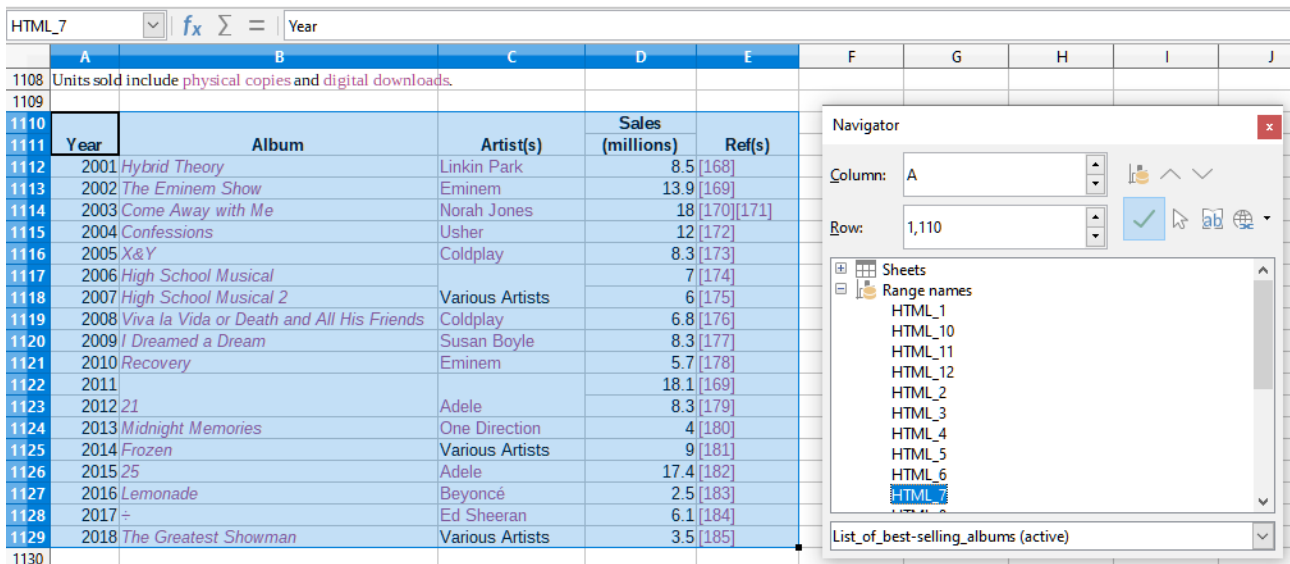 HTML_7 fx Σ = Year
A B C D E F G H I J
1108 Units sold include physical copies and digital downloads.
1109
1110 Sales
1111 Year Album Artist(s) (millions) Ref(s)
1112 2001 Hybrid Theory Linkin Park 8.5 [168]
1113 2002 The Eminem Show Eminem 13.9 [169]
1114 2003 Come Away with Me Norah Jones 18 [170][171]
1115 2004 Confessions Usher 12 [172]
1116 2005 X&Y Coldplay 8.3 [173]
1117 2006 High School Musical 7 [174]
1118 2007 High School Musical 2 Various Artists 6 [175]
1119 2008 Viva la Vida or Death and All His Friends Coldplay 6.8 [176]
1120 2009 I Dreamed a Dream Susan Boyle 8.3 [177]
1121 2010 Recovery Eminem 5.7 [178]
1122 2011 18.1 [169]
1123 2012 21 Adele 8.3 [179]
1124 2013 Midnight Memories One Direction 4 [180]
1125 2014 Frozen Various Artists 9 [181]
1126 2015 25 Adele 17.4 [182]
1127 2016 Lemonade Beyoncé 2.5 [183]
1128 2017 ÷ Ed Sheeran 6.1 [184]
1129 2018 The Greatest Showman Various Artists 3.5 [185]
1130
Navigator x
Column: A
Row: 1,110
Sheets
Range names
HTML_1
HTML_10
HTML_11
HTML_12
HTML_2
HTML_3
HTML_4
HTML_5
HTML_6
HTML_7
List_of_best-selling_albums (active)